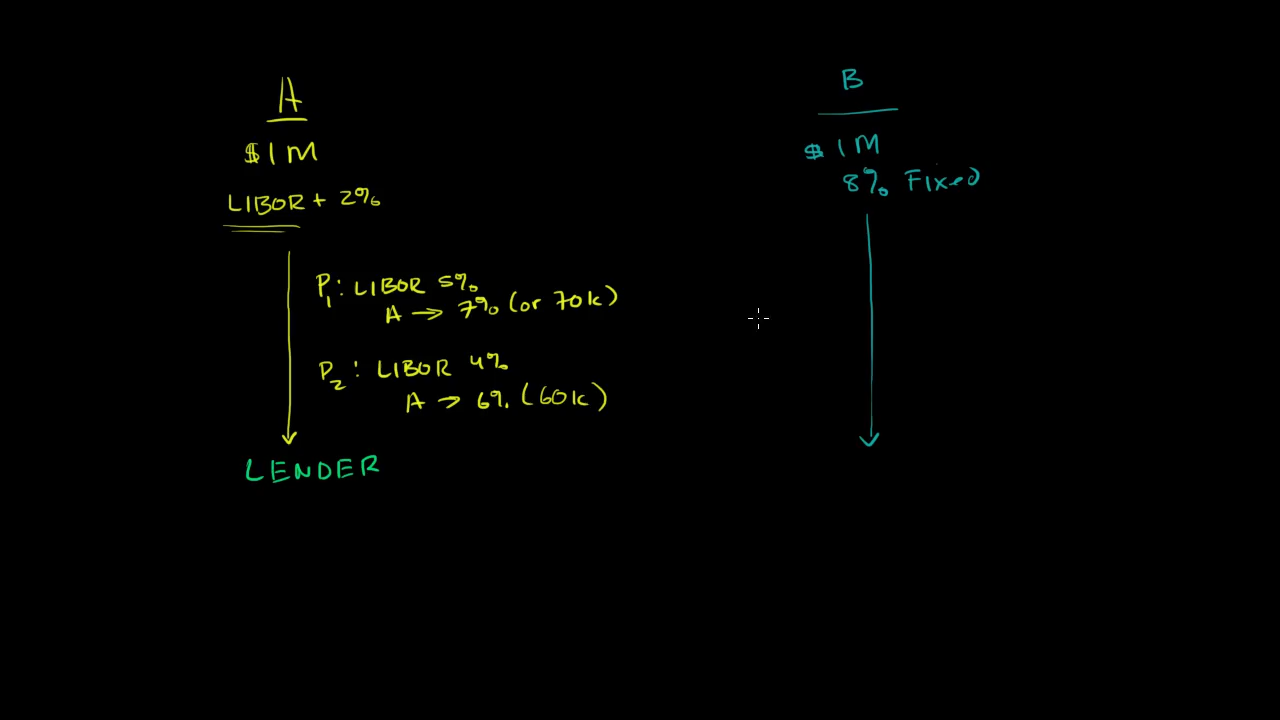 A
$1M
LIBOR + 2%
P1: LIBOR 5%
A → 7% (or 70K)
P2: LIBOR 4%
A → 6% (60K)
LENDER
B
$1M
8% Fixed